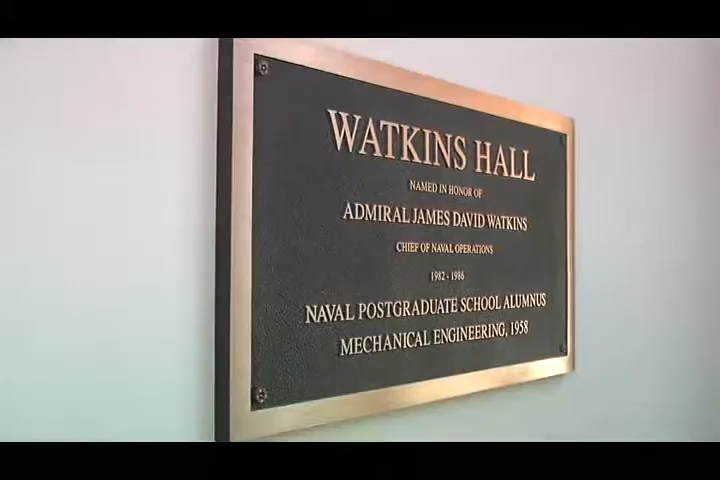 WATKINS HALL
NAMED IN HONOR OF
ADMIRAL JAMES DAVID WATKINS
CHIEF OF NAVAL OPERATIONS
1982 - 1986
NAVAL POSTGRADUATE SCHOOL ALUMNUS
MECHANICAL ENGINEERING, 1958